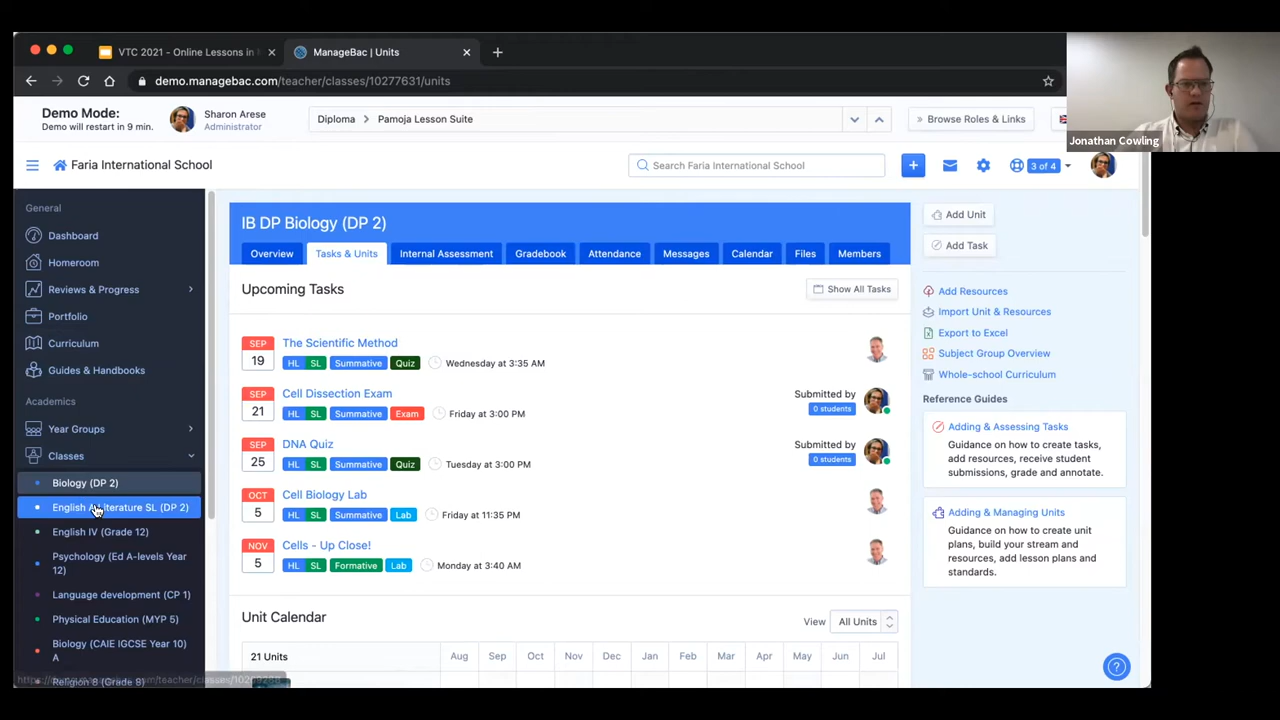 VTC 2021 - Online Lessons in
ManageBac | Units
demo.managebac.com/teacher/classes/10277631/units
Demo Mode:
Demo will restart in 9 min.
Sharon Arese
Administrator
Diploma
Pamoja Lesson Suite
» Browse Roles & Links
Jonathan Cowling
Faria International School
Search Faria International School
3 of 4
General
Dashboard
Homeroom
Reviews & Progress
Portfolio
Curriculum
Guides & Handbooks
Academics
Year Groups
Classes
Biology (DP 2)
English A Literature SL (DP 2)
English IV (Grade 12)
Psychology (Ed A-levels Year
12)
Language development (CP 1)
Physical Education (MYP 5)
Biology (CAIE IGCSE Year 10)
A
Religion 8 (Grade 8)
IB DP Biology (DP 2)
Overview
Tasks & Units
Internal Assessment
Gradebook
Attendance
Messages
Calendar
Files
Members
Upcoming Tasks
Show All Tasks
SEP
19
The Scientific Method
HL SL Summative Quiz Wednesday at 3:35 AM
SEP
21
Cell Dissection Exam
HL SL Summative Exam Friday at 3:00 PM
Submitted by
0 students
SEP
25
DNA Quiz
HL SL Summative Quiz Tuesday at 3:00 PM
Submitted by
0 students
OCT
5
Cell Biology Lab
HL SL Summative Lab Friday at 11:35 PM
NOV
5
Cells - Up Close!
HL SL Formative Lab Monday at 3:40 AM
Unit Calendar
View
All Units
21 Units
Aug Sep Oct Nov Dec Jan Feb Mar Apr May Jun Jul
Add Unit
Add Task
Add Resources
Import Unit & Resources
Export to Excel
Subject Group Overview
Whole-school Curriculum
Reference Guides
Adding & Assessing Tasks
Guidance on how to create tasks,
add resources, receive student
submissions, grade and annotate.
Adding & Managing Units
Guidance on how to create unit
plans, build your stream and
resources, add lesson plans and
standards.